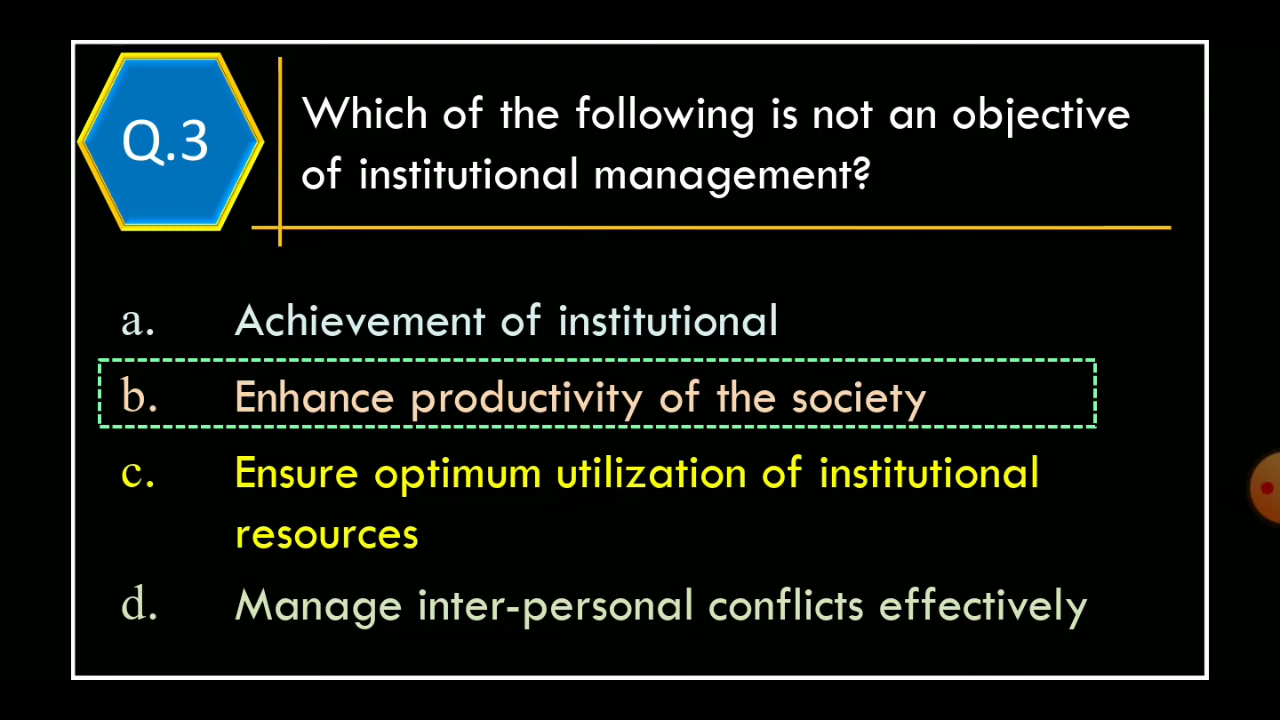 Q.3
Which of the following is not an objective
of institutional management?
a. Achievement of institutional
b. Enhance productivity of the society
c. Ensure optimum utilization of institutional
resources
d. Manage inter-personal conflicts effectively